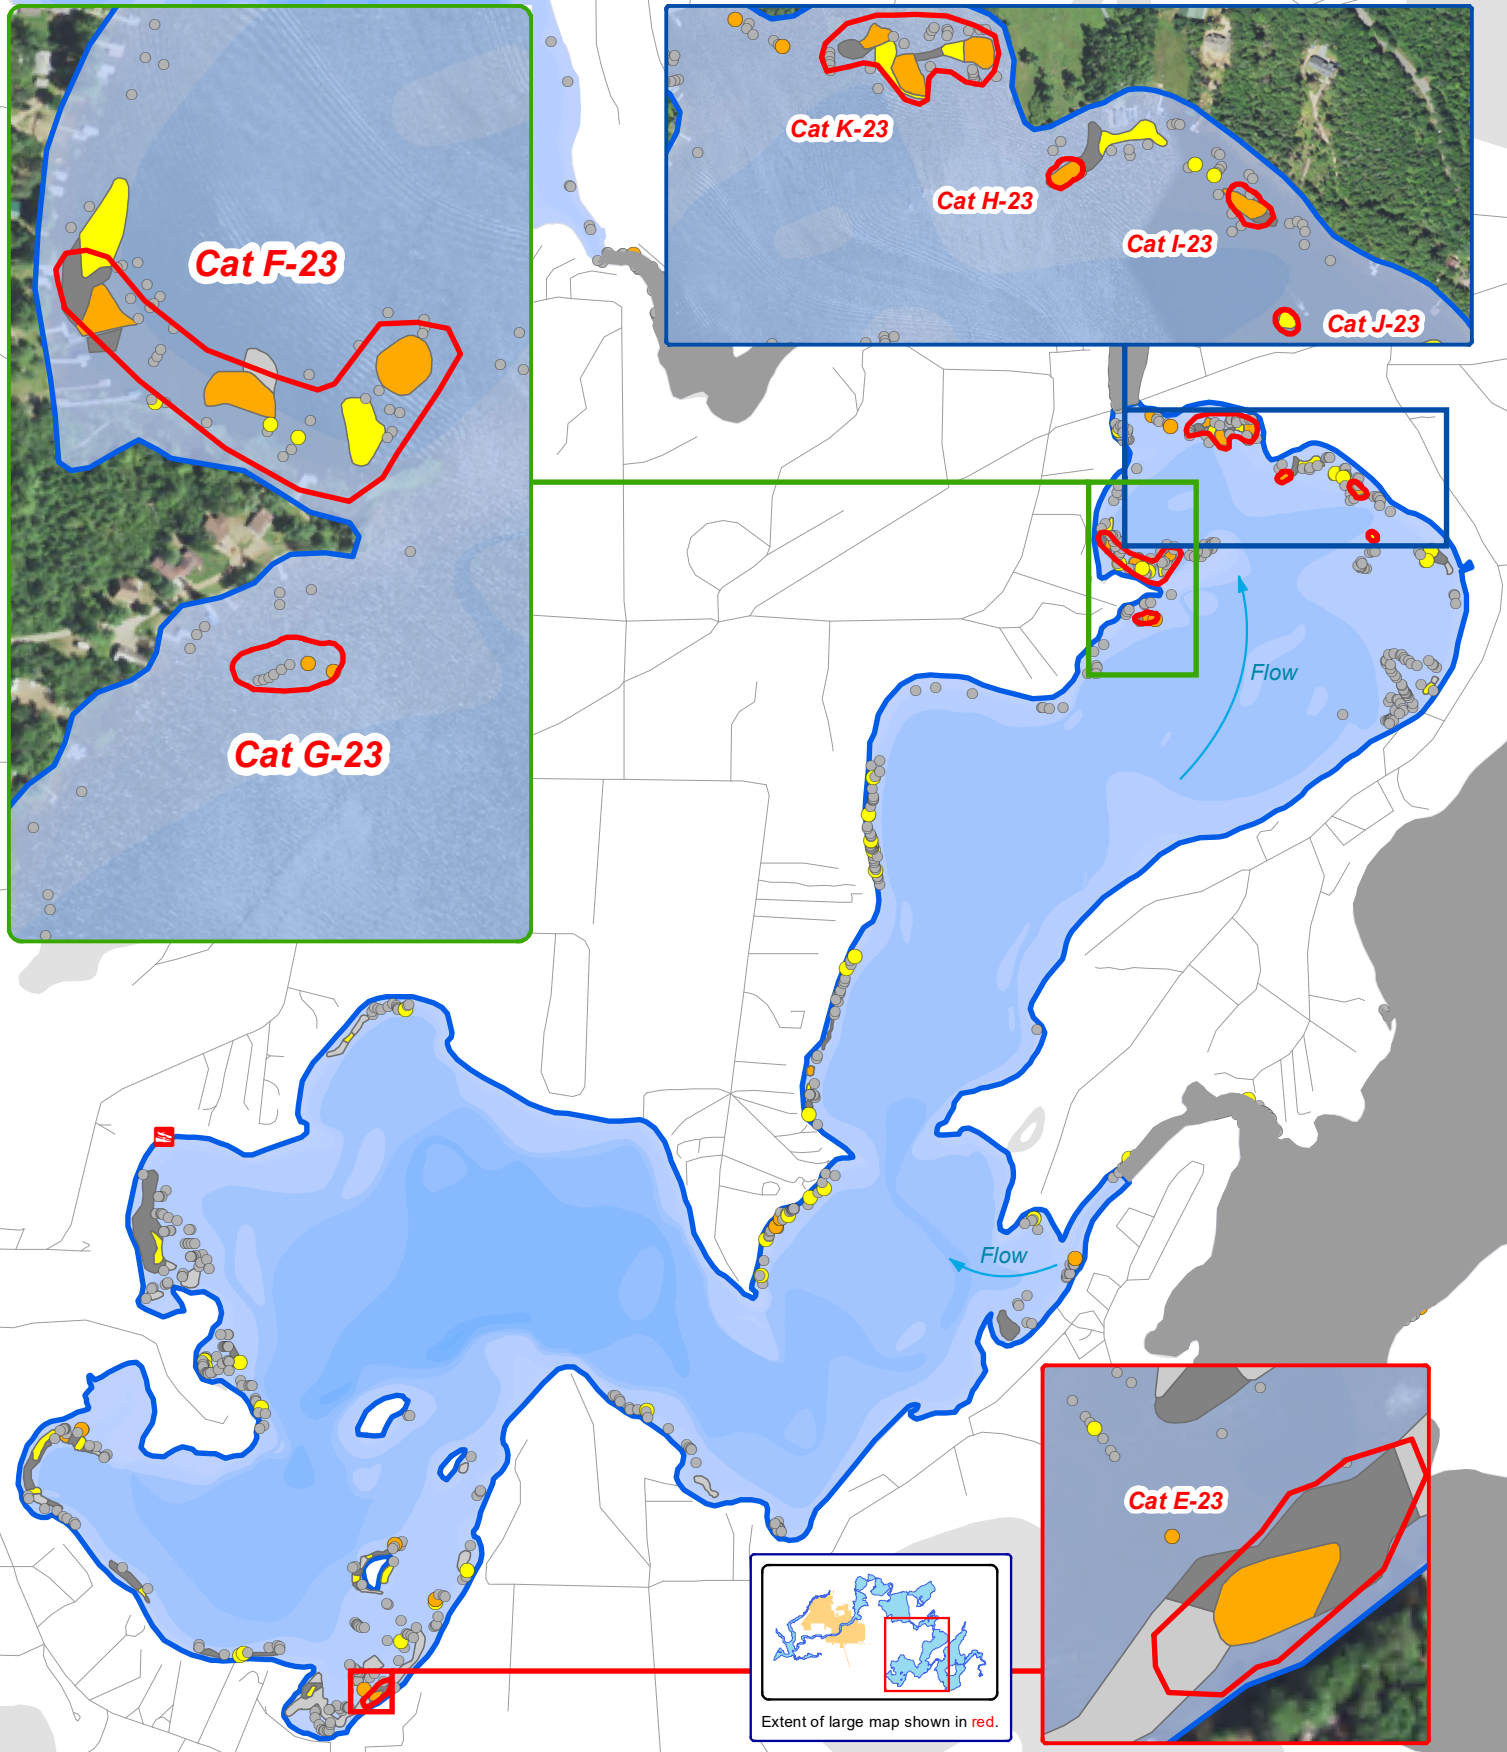 Cat K-23
Cat H-23
Cat I-23
Cat J-23
Cat F-23
Cat G-23
Flow
Flow
Cat E-23
Extent of large map shown in red.